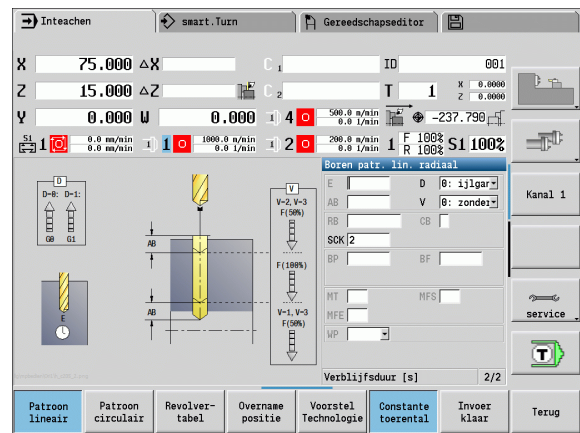 Inteachen
smart.Turn
Gereedschapseditor
X 75.000 △X C 1 ID 001
Z 15.000 △Z C 2 T 1 X 0.0000
Z 0.0000
Y 0.000 W 0.000 4 500.0 m/min
0.0 1/min -237.790
S1 1 0.0 mm/min
0.0 mm/min 1 1000.0 m/min
0.0 1/min 2 200.0 m/min
0.0 1/min 1 F 100%
R 100% S1 100%
Boren patr. lin. radiaal
E D 0: ijlgar
AB V 0: zonder
RB CB
SCK 2
BP BF
MT MFS
MFE
WP
Verblijfsduur [s] 2/2
D
D-0: D-1:
G0 G1
E
AB
AB
V
V-2, V-3
F(50%)
F(100%)
V-1, V-3
F(50%)
Kanal 1
service
T
Patroon lineair
Patroon circulair
Revolver-tabel
Overname positie
Voorstel Technologie
Constante toerental
Invoer klaar
Terug